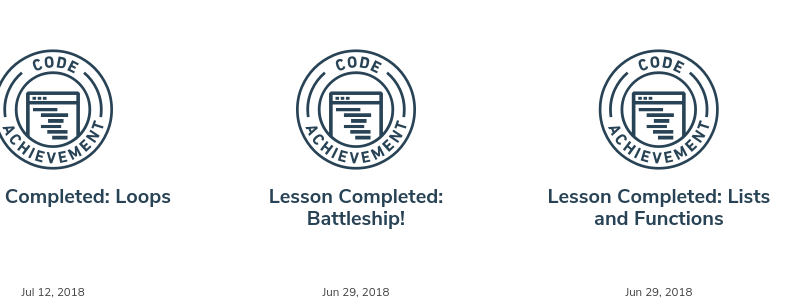 CODE ACHIEVEMENT
Completed: Loops
Jul 12, 2018
CODE ACHIEVEMENT
Lesson Completed:
Battleship!
Jun 29, 2018
CODE ACHIEVEMENT
Lesson Completed: Lists
and Functions
Jun 29, 2018